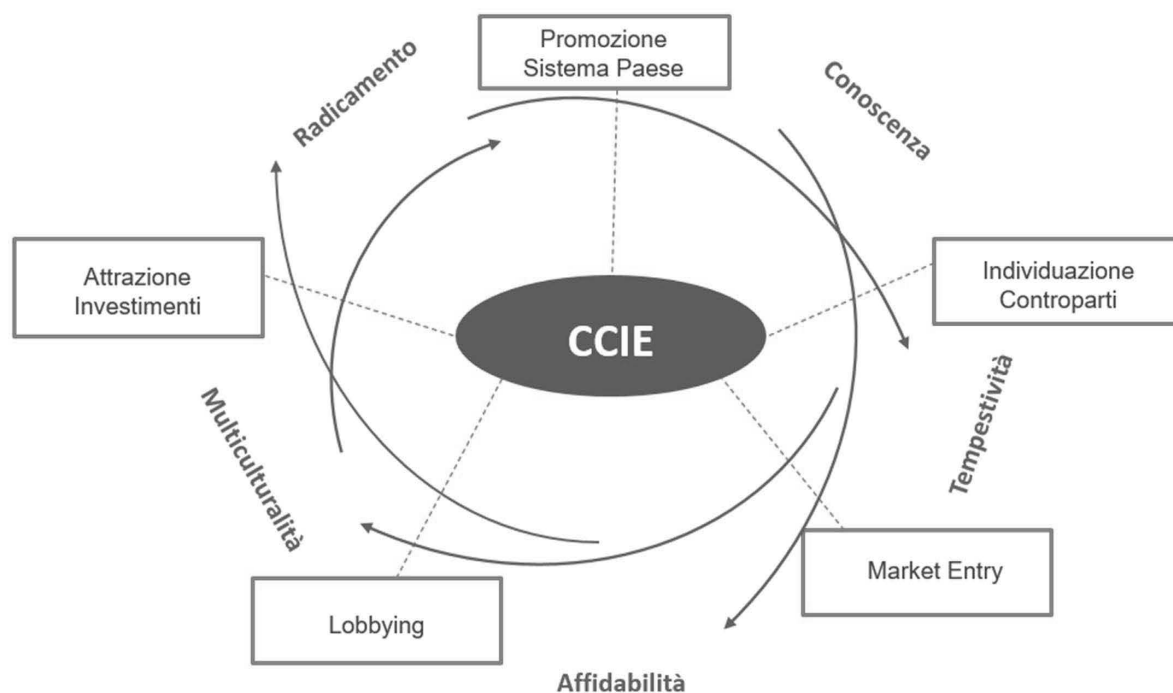 Promozione
Sistema Paese
Radicamento
Conoscenza
Attrazione
Investimenti
CCIE
Individuazione
Controparti
Multiculturalità
Tempestività
Market Entry
Lobbying
Affidabilità